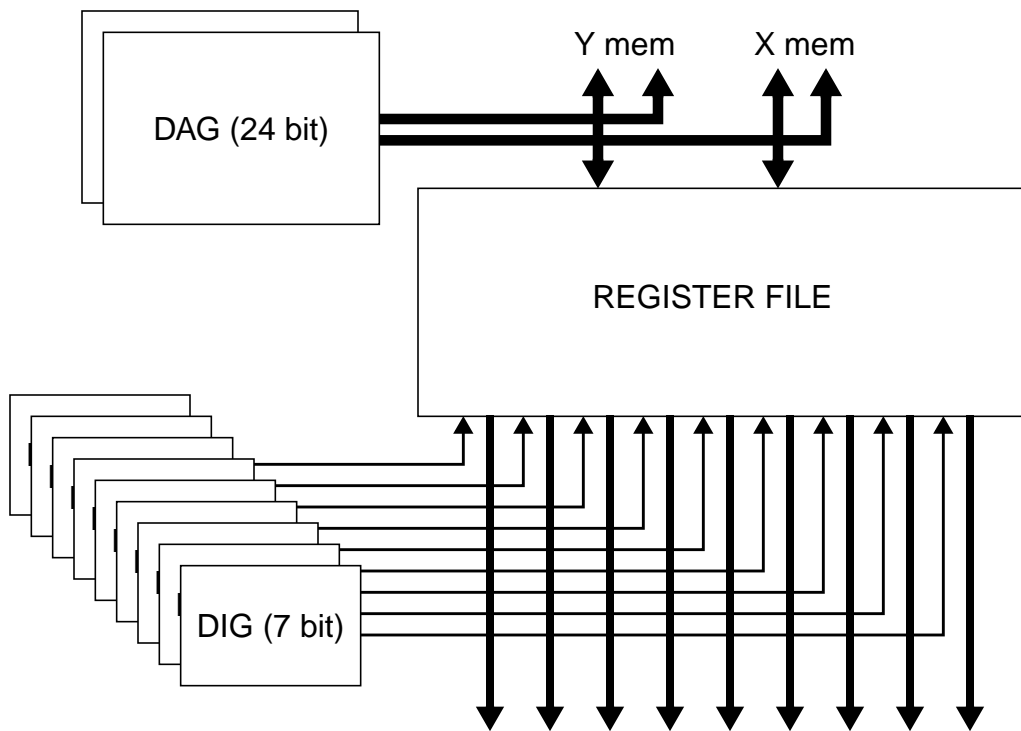 Y mem
X mem
DAG (24 bit)
REGISTER FILE
DIG (7 bit)